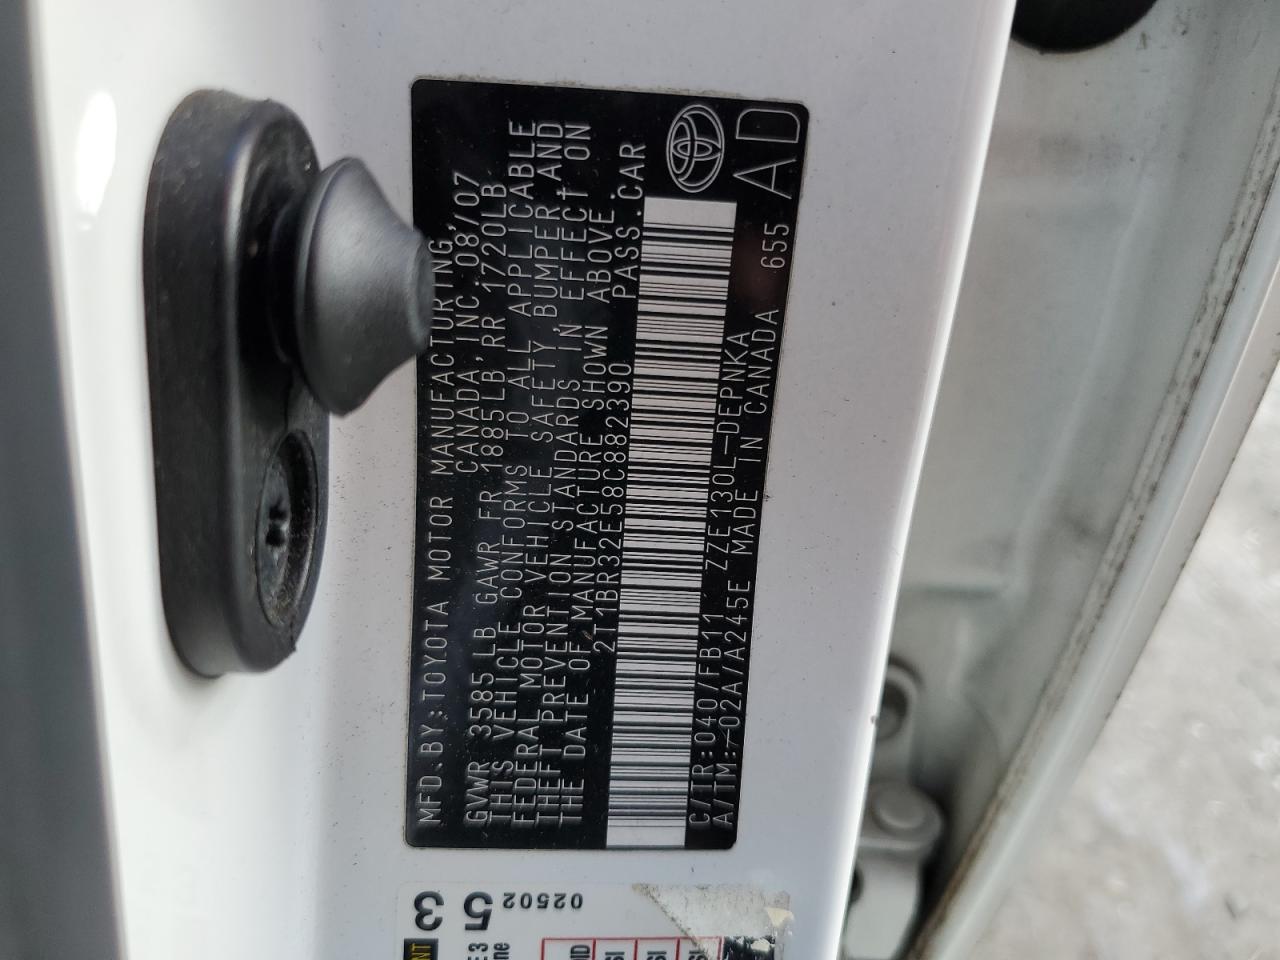 MFD.BY:TOYOTA MOTOR MANUFACTURING,
CANADA,INC. 08/07
GVWR 3585LB GAWR FR 1885LB,RR 1720LB
THIS VEHICLE CONFORMS TO ALL APPLICABLE
FEDERAL MOTOR VEHICLE SAFETY,BUMPER,AND
THEFT PREVENTION STANDARDS IN EFFECT ON
THE DATE OF MANUFACTURE SHOWN ABOVE.
2T1BR32E58C882390 PASS.CAR
C/TR:040/FB11 ZZE130L-DEPNKA
A/TM:-02A/A245E MADE IN CANADA 655
AD
3
5
02502